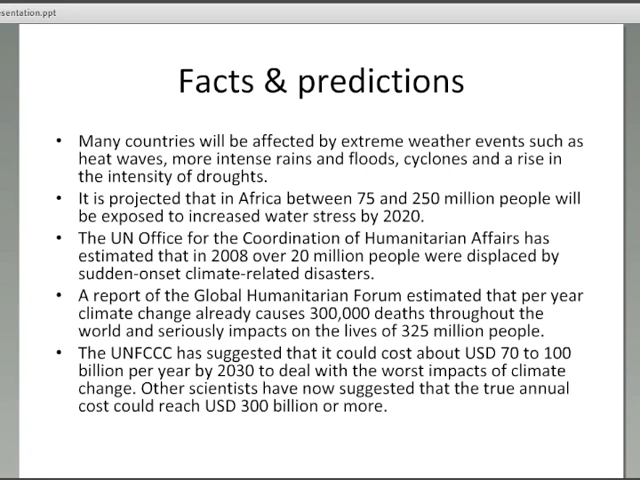 esentation.ppt
Facts & predictions
• Many countries will be affected by extreme weather events such as
heat waves, more intense rains and floods, cyclones and a rise in
the intensity of droughts.
• It is projected that in Africa between 75 and 250 million people will
be exposed to increased water stress by 2020.
• The UN Office for the Coordination of Humanitarian Affairs has
estimated that in 2008 over 20 million people were displaced by
sudden-onset climate-related disasters.
• A report of the Global Humanitarian Forum estimated that per year
climate change already causes 300,000 deaths throughout the
world and seriously impacts on the lives of 325 million people.
• The UNFCCC has suggested that it could cost about USD 70 to 100
billion per year by 2030 to deal with the worst impacts of climate
change. Other scientists have now suggested that the true annual
cost could reach USD 300 billion or more.